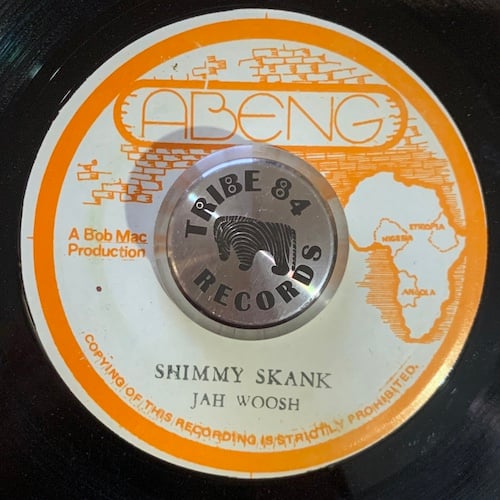 ABENG
TRIBE 84
RECORDS
A Bob Mac
Production
ETHIOPIA
NIGERIA
ANGOLA
SHIMMY SKANK
JAH WOOSH
COPYING OF THIS RECORDING IS STRICTLY PROHIBITED.